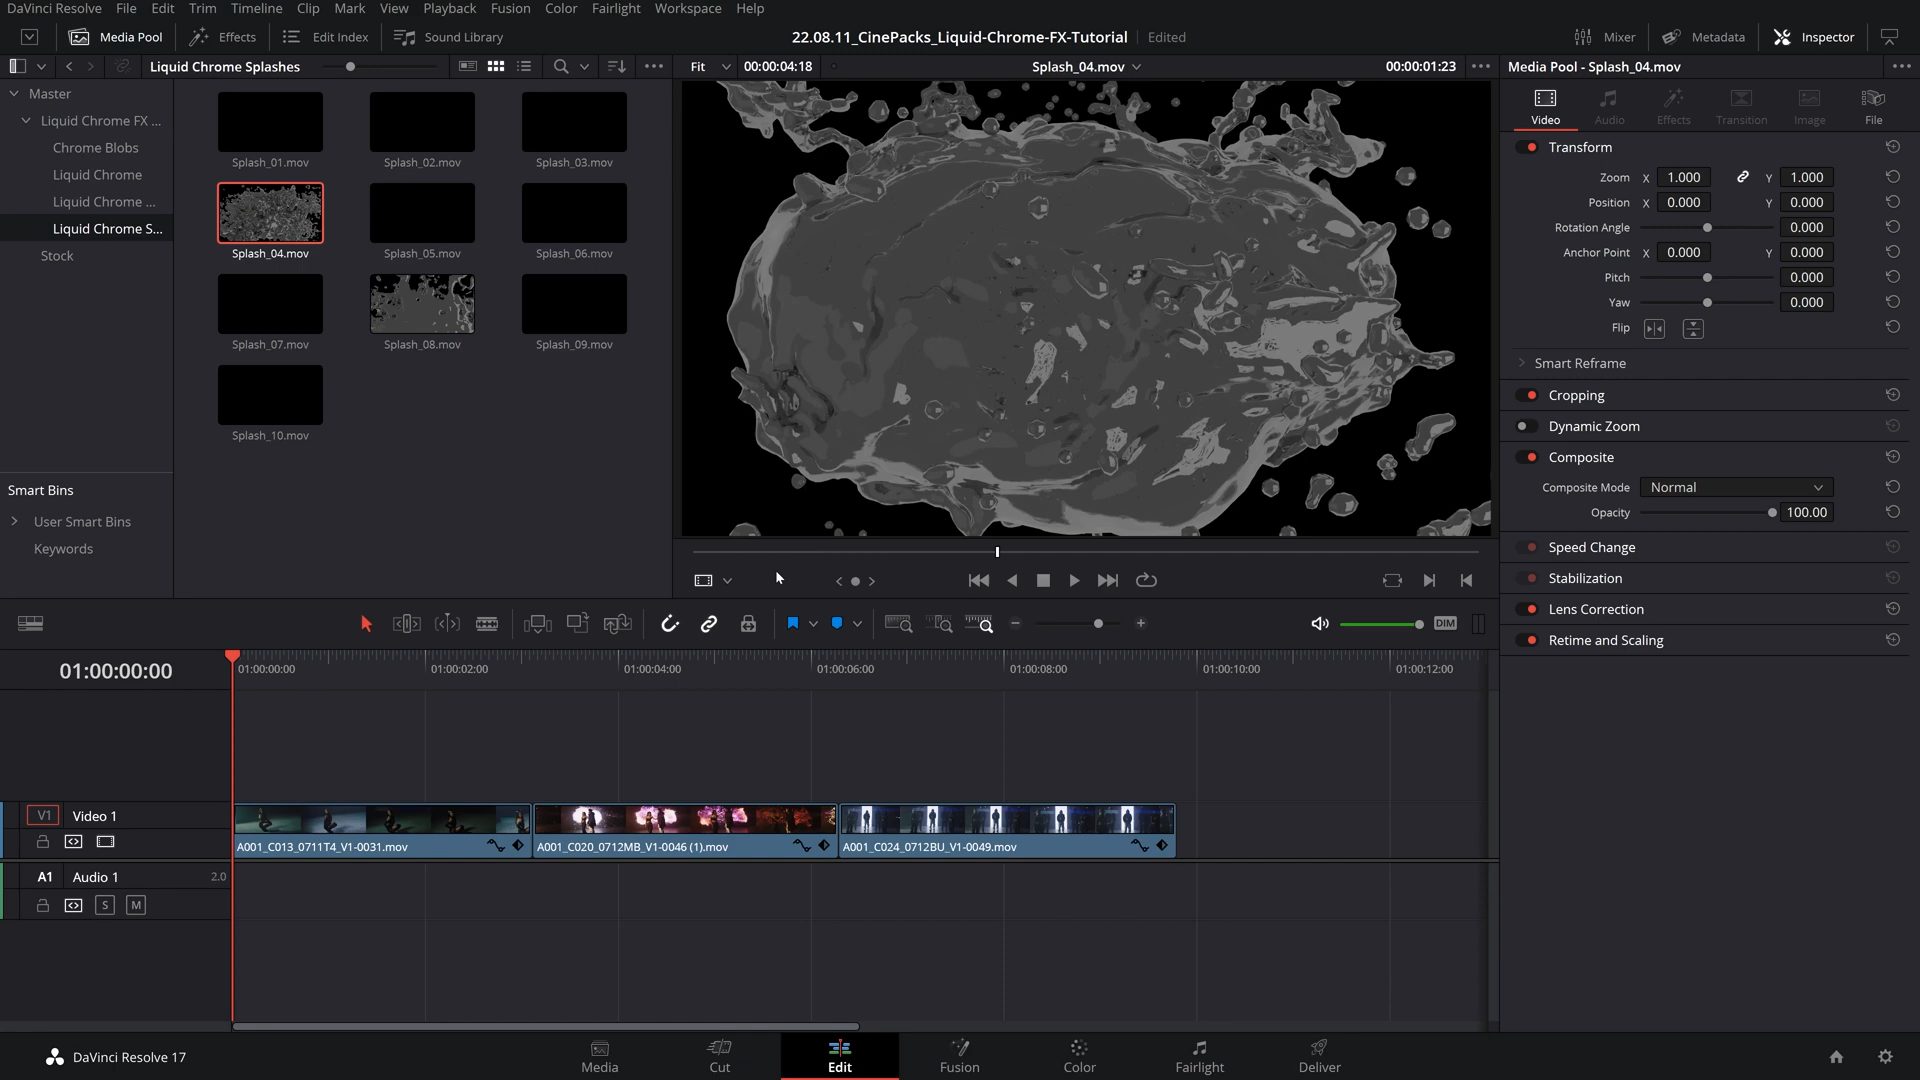 DaVinci Resolve File Edit Trim Timeline Clip Mark View Playback Fusion Color Fairlight Workspace Help
Media Pool Effects Edit Index Sound Library 22.08.11_CinePacks_Liquid-Chrome-FX-Tutorial Edited Mixer Metadata Inspector
Liquid Chrome Splashes Fit 00:00:04:18 Splash_04.mov 00:00:01:23 Media Pool - Splash_04.mov
Master
Liquid Chrome FX ...
Chrome Blobs
Liquid Chrome
Liquid Chrome ...
Liquid Chrome S...
Stock
Smart Bins
User Smart Bins
Keywords
Splash_01.mov Splash_02.mov Splash_03.mov
Splash_04.mov Splash_05.mov Splash_06.mov
Splash_07.mov Splash_08.mov Splash_09.mov
Splash_10.mov
Video Audio Effects Transition Image File
Transform
Zoom X 1.000 Y 1.000
Position X 0.000 Y 0.000
Rotation Angle 0.000
Anchor Point X 0.000 Y 0.000
Pitch 0.000
Yaw 0.000
Flip
Smart Reframe
Cropping
Dynamic Zoom
Composite
Composite Mode Normal
Opacity 100.00
Speed Change
Stabilization
Lens Correction
Retime and Scaling
DIM
01:00:00:00 01:00:00:00 01:00:02:00 01:00:04:00 01:00:06:00 01:00:08:00 01:00:10:00 01:00:12:00
V1 Video 1
A001_C013_0711T4_V1-0031.mov A001_C020_0712MB_V1-0046 (1).mov A001_C024_0712BU_V1-0049.mov
A1 Audio 1 2.0
S M
DaVinci Resolve 17 Media Cut Edit Fusion Color Fairlight Deliver